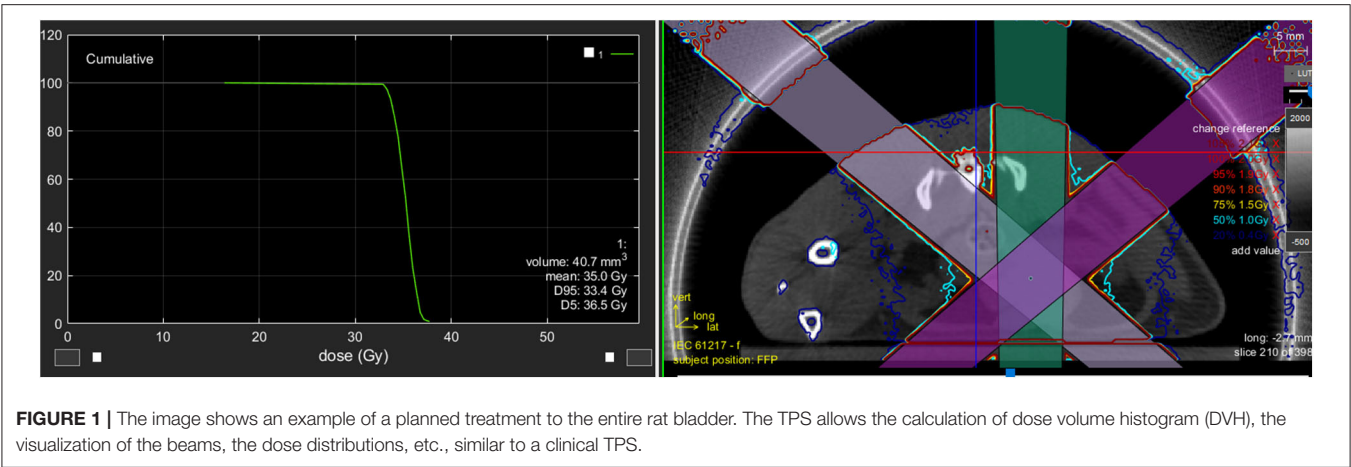 120
Cumulative
1
100
80
60
40
20
0
1:
volume: 40.7 mm3
mean: 35.0 Gy
D95: 33.4 Gy
D5: 36.5 Gy
0 10 20 30 40 50
dose (Gy)
5 mm
LUT
2000
change reference
95% 1.9Gy X
90% 1.8Gy X
75% 1.5Gy X
50% 1.0Gy X
-500
add value
vert
long
lat
IEC 61217 - f
subject position: FFP
long: -2.7 mm
slice 210 of 398
FIGURE 1 | The image shows an example of a planned treatment to the entire rat bladder. The TPS allows the calculation of dose volume histogram (DVH), the
visualization of the beams, the dose distributions, etc., similar to a clinical TPS.